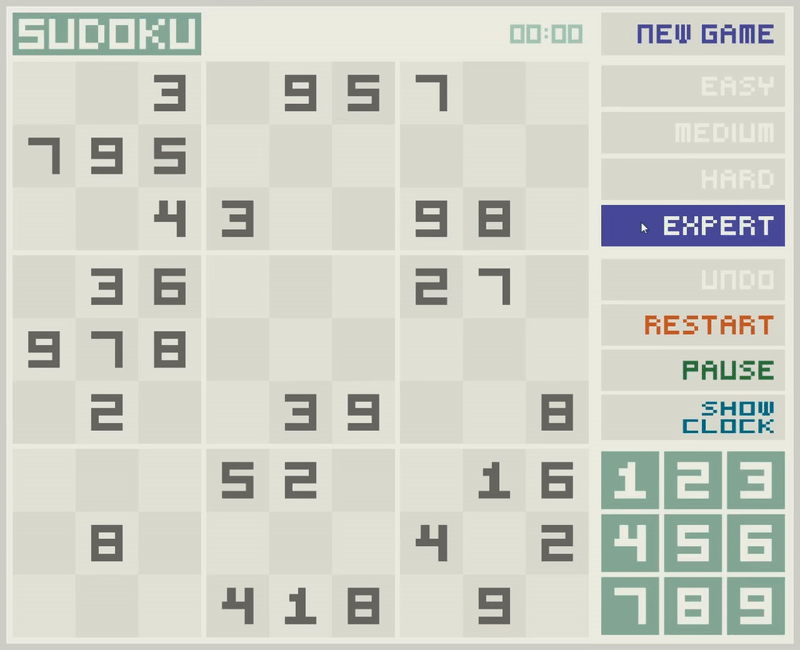 SUDOKU 00:00 NEW GAME
3 9 5 7 EASY
7 9 5 MEDIUM
HARD
4 3 9 8 EXPERT
3 6 2 7 UNDO
9 7 8 RESTART
PAUSE
2 3 9 8 SHOW
CLOCK
5 2 1 6 1 2 3
8 4 2 4 5 6
4 1 8 9 7 8 9